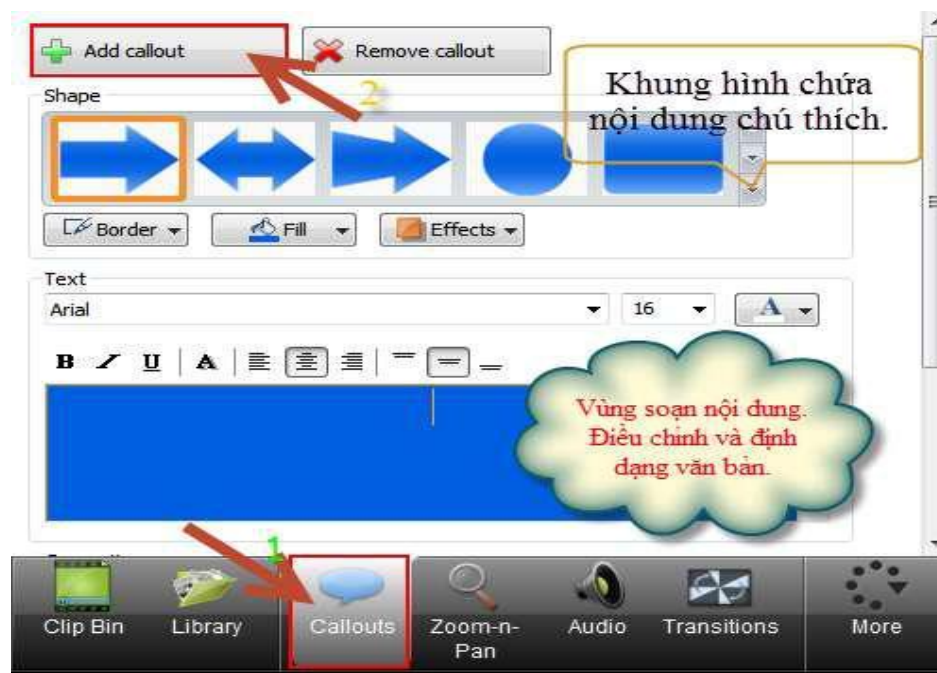 Add callout
Remove callout
2
Khung hình chứa
nội dung chú thích.
Shape
Border
Fill
Effects
Text
Arial
16
A
B I U A
Vùng soạn nội dung.
Điều chỉnh và định
dạng văn bản.
1
Clip Bin
Library
Callouts
Zoom-n-
Pan
Audio
Transitions
More